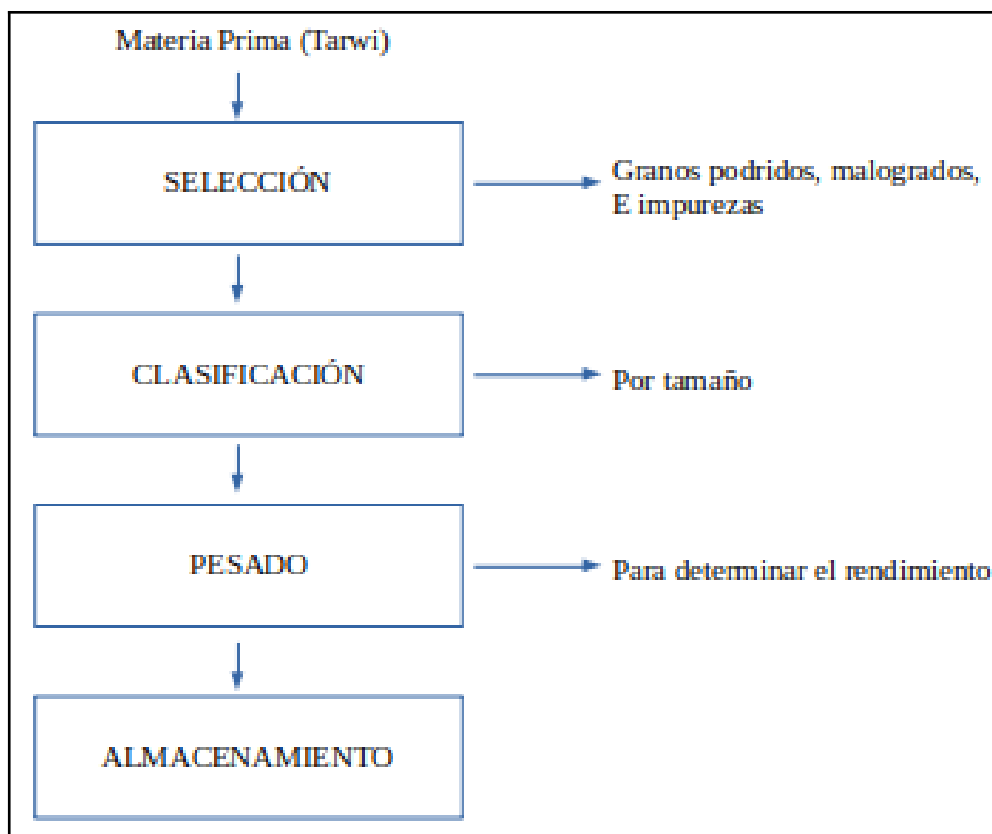 Materia Prima (Tarwi)
SELECCIÓN
Granos podridos, malogrados,
E impurezas
CLASIFICACIÓN
Por tamaño
PESADO
Para determinar el rendimiento
ALMACENAMIENTO